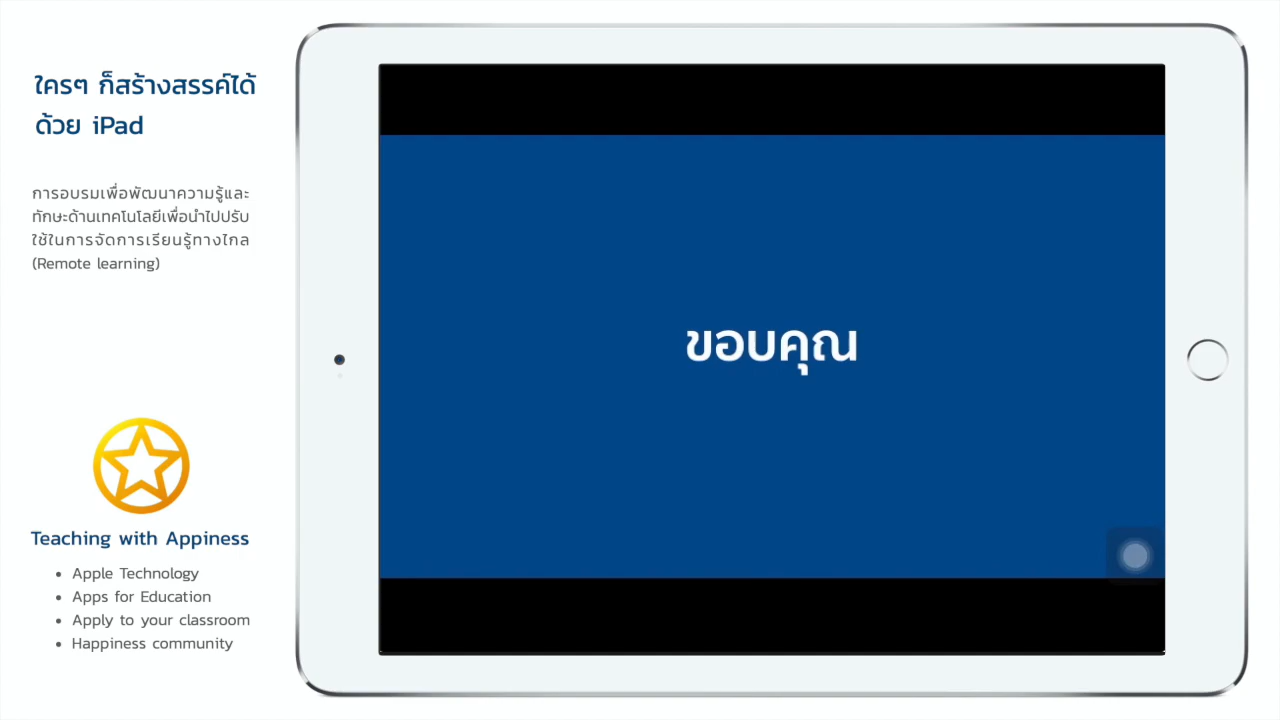 ใครๆ ก็สร้างสรรค์ได้
ด้วย iPad
การอบรมเพื่อพัฒนาความรู้และ
ทักษะด้านเทคโนโลยีเพื่อนำไปปรับ
ใช้ในการจัดการเรียนรู้ทางไกล
(Remote learning)
ขอบคุณ
Teaching with Appiness
• Apple Technology
• Apps for Education
• Apply to your classroom
• Happiness community